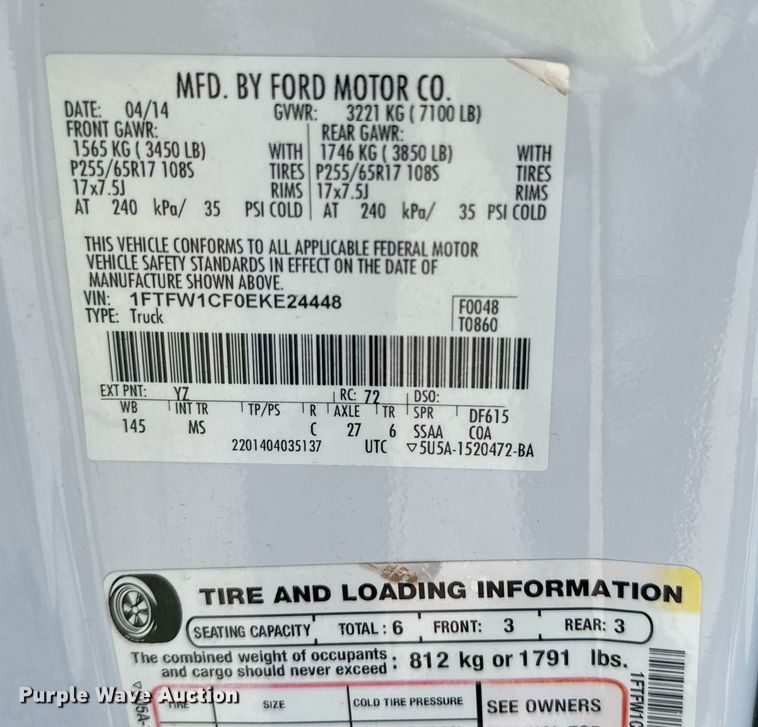 MFD. BY FORD MOTOR CO.
DATE: 04/14 GVWR: 3221 KG ( 7100 LB)
FRONT GAWR: REAR GAWR:
1565 KG ( 3450 LB) WITH 1746 KG ( 3850 LB) WITH
P255/65R17 108S TIRES P255/65R17 108S TIRES
17x7.5J RIMS 17x7.5J RIMS
AT 240 kPa/ 35 PSI COLD AT 240 kPa/ 35 PSI COLD
THIS VEHICLE CONFORMS TO ALL APPLICABLE FEDERAL MOTOR
VEHICLE SAFETY STANDARDS IN EFFECT ON THE DATE OF
MANUFACTURE SHOWN ABOVE.
VIN: 1FTFW1CF0EKE24448 F0048
TYPE: Truck T0860
EXT PNT: YZ RC: 72 DSO:
WB INT TR TP/PS R AXLE TR SPR DF615
145 MS C 27 6 SSAA COA
2201404035137 UTC ▽5U5A-1520472-BA
TIRE AND LOADING INFORMATION
SEATING CAPACITY TOTAL : 6 FRONT: 3 REAR: 3
The combined weight of occupants : 812 kg or 1791 lbs.
and cargo should never exceed
TIRE SIZE COLD TIRE PRESSURE SEE OWNERS
Purple Wave Auction